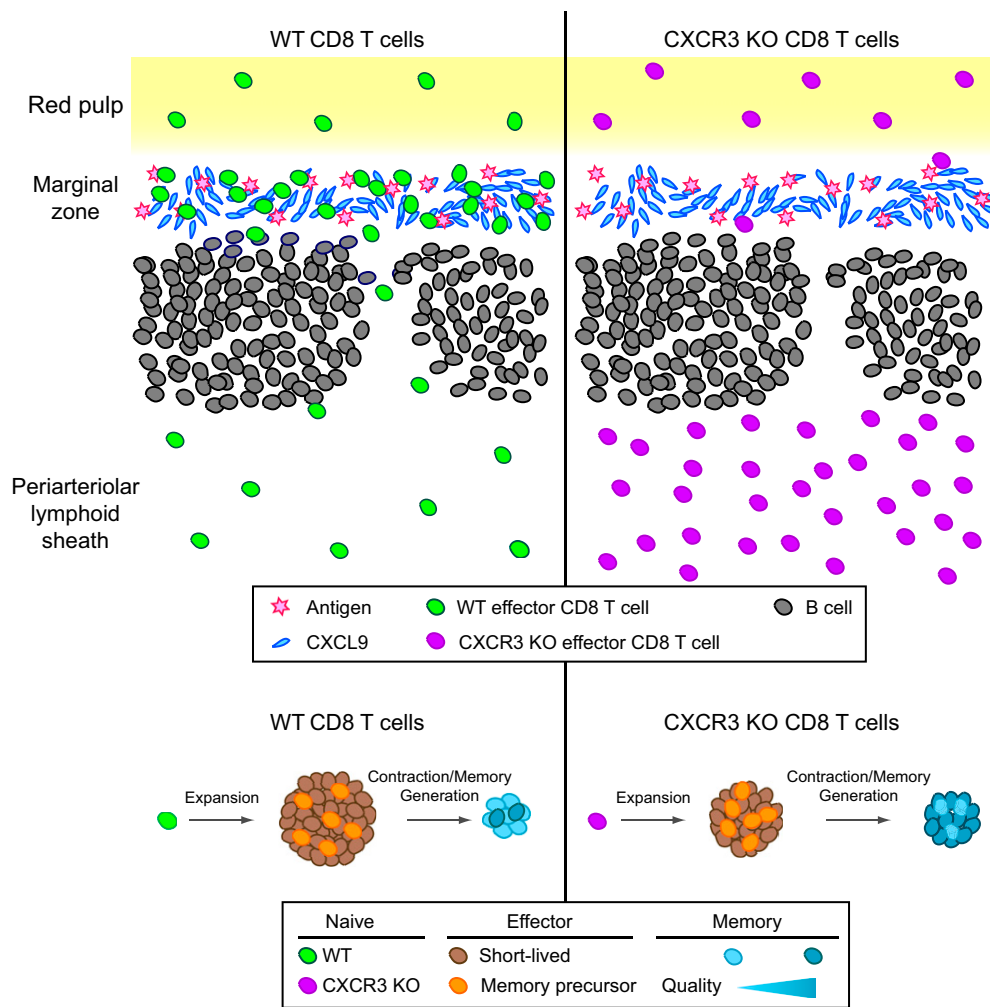 WT CD8 T cells
CXCR3 KO CD8 T cells
Red pulp
Marginal
zone
Periarteriolar
lymphoid
sheath
Antigen
WT effector CD8 T cell
B cell
CXCL9
CXCR3 KO effector CD8 T cell
WT CD8 T cells
CXCR3 KO CD8 T cells
Expansion
Contraction/Memory
Generation
Expansion
Contraction/Memory
Generation
Naive
Effector
Memory
WT
Short-lived
CXCR3 KO
Memory precursor
Quality